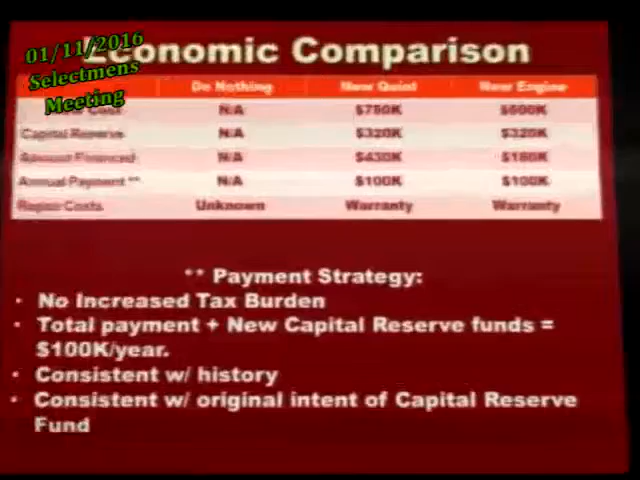 Economic Comparison
01/11/2016
Selectmens
Meeting
Do Nothing New Quint New Engine
Cost N/A $750K $500K
Capital Reserve N/A $320K $320K
Amount Financed N/A $430K $180K
Annual Payment ** N/A $100K $100K
Repair Costs Unknown Warranty Warranty
** Payment Strategy:
· No Increased Tax Burden
· Total payment + New Capital Reserve funds =
$100K/year.
· Consistent w/ history
· Consistent w/ original intent of Capital Reserve
Fund